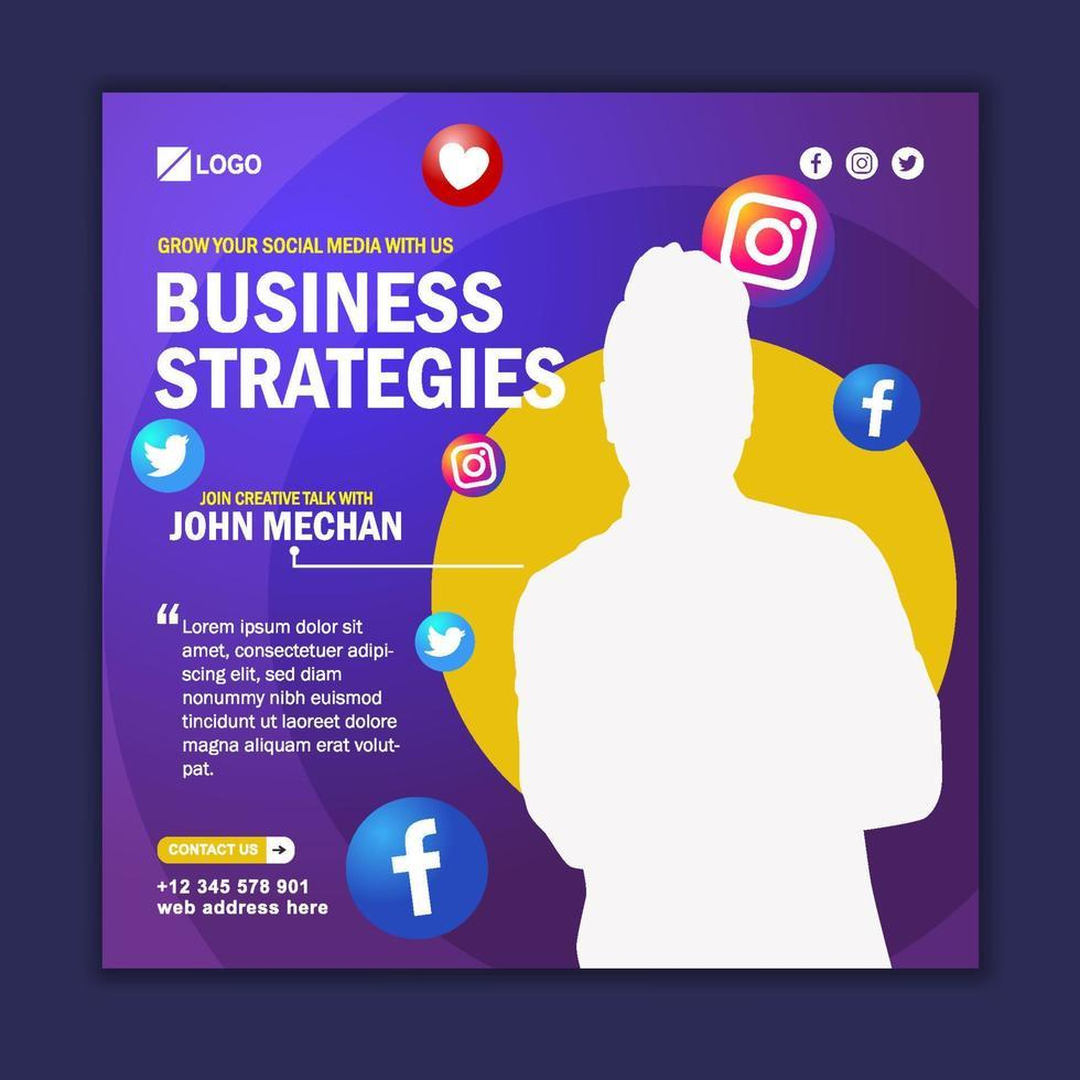 LOGO
GROW YOUR SOCIAL MEDIA WITH US
BUSINESS
STRATEGIES
JOIN CREATIVE TALK WITH
JOHN MECHAN
“
Lorem ipsum dolor sit
amet, consectetuer adipi-
scing elit, sed diam
nonummy nibh euismod
tincidunt ut laoreet dolore
magna aliquam erat volut-
pat.
CONTACT US
+12 345 578 901
web address here